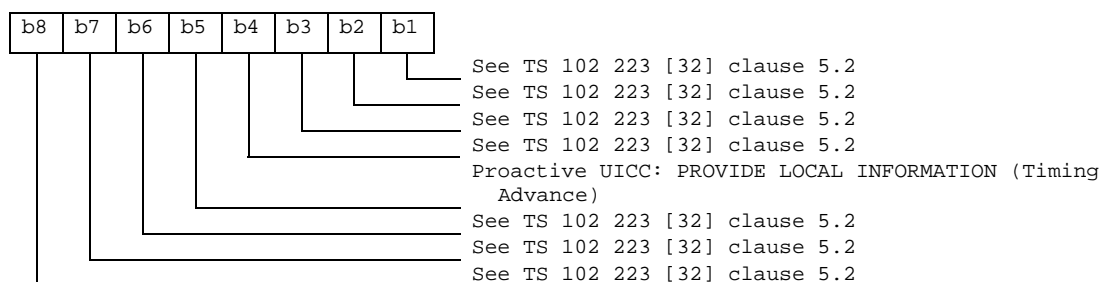 b8 b7 b6 b5 b4 b3 b2 b1
See TS 102 223 [32] clause 5.2
See TS 102 223 [32] clause 5.2
See TS 102 223 [32] clause 5.2
See TS 102 223 [32] clause 5.2
Proactive UICC: PROVIDE LOCAL INFORMATION (Timing
Advance)
See TS 102 223 [32] clause 5.2
See TS 102 223 [32] clause 5.2
See TS 102 223 [32] clause 5.2